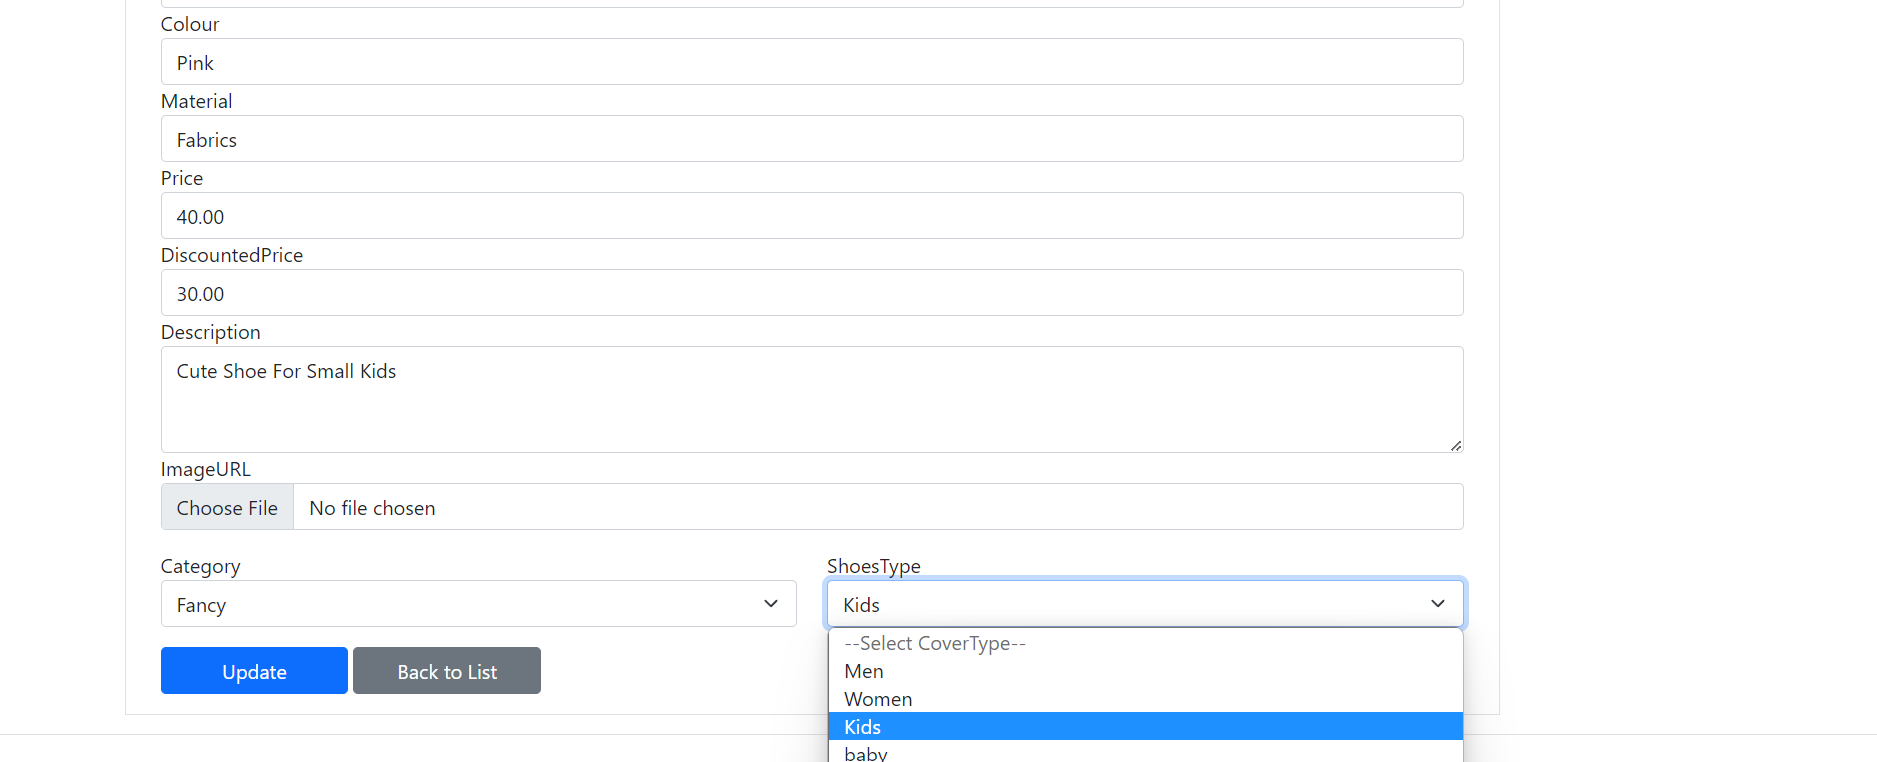 Colour
Pink
Material
Fabrics
Price
40.00
DiscountedPrice
30.00
Description
Cute Shoe For Small Kids
ImageURL
Choose File No file chosen
Category
Fancy
ShoesType
Kids
--Select CoverType--
Men
Women
Kids
baby
Update
Back to List